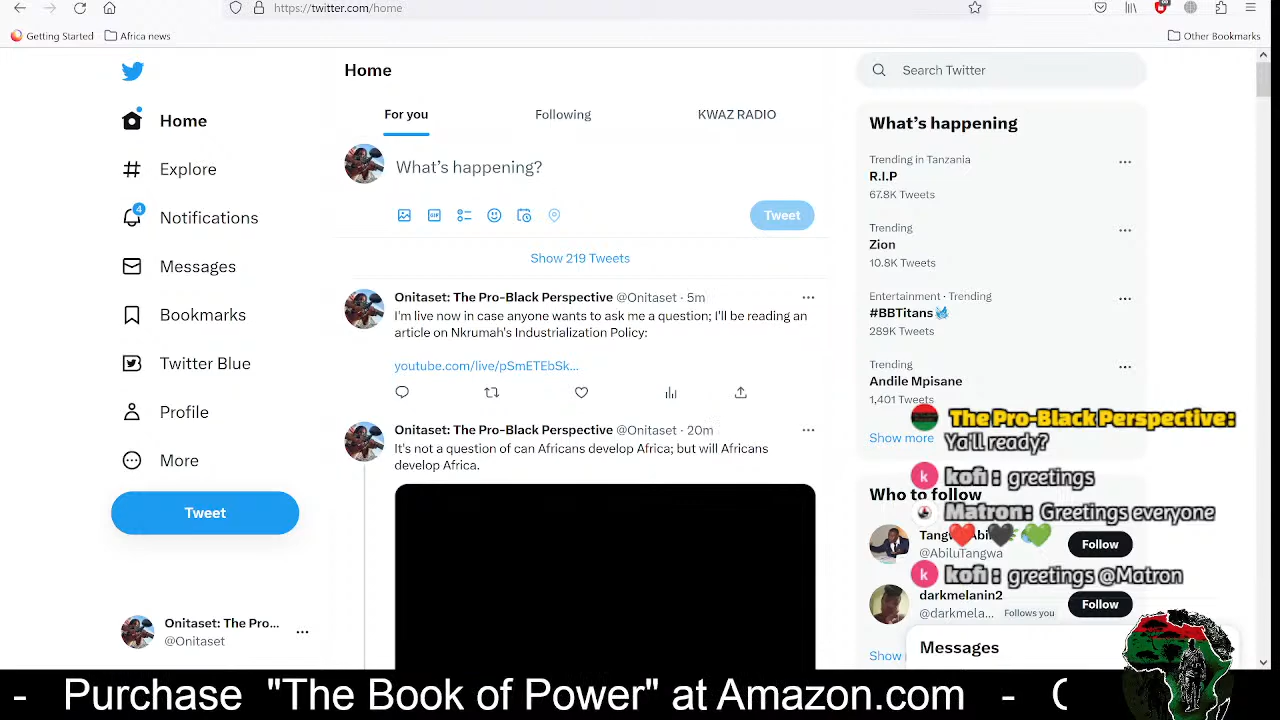 https://twitter.com/home
Getting Started
Africa news
Other Bookmarks
Home
Explore
4
Notifications
Messages
Bookmarks
Twitter Blue
Profile
More
Tweet
Onitaset: The Pro...
@Onitaset
Home
For you
Following
KWAZ RADIO
What's happening?
GIF
Tweet
Show 219 Tweets
Onitaset: The Pro-Black Perspective @Onitaset · 5m
I'm live now in case anyone wants to ask me a question; I'll be reading an
article on Nkrumah's Industrialization Policy:
youtube.com/live/pSmETEbSk...
Onitaset: The Pro-Black Perspective @Onitaset · 20m
It's not a question of can Africans develop Africa; but will Africans
develop Africa.
Search Twitter
What's happening
Trending in Tanzania
R.I.P
67.8K Tweets
Trending
Zion
10.8K Tweets
Entertainment · Trending
#BBTitans
289K Tweets
Trending
Andile Mpisane
1,401 Tweets
Show more
The Pro-Black Perspective:
Ya'll ready?
k kofi : greetings
Who to follow
Matron: Greetings everyone ❤️🖤💚
@AbiluTangwa
Follow
k kofi : greetings @Matron
darkmelanin2
@darkmela... Follows you
Follow
Show
Messages
- Purchase "The Book of Power" at Amazon.com -